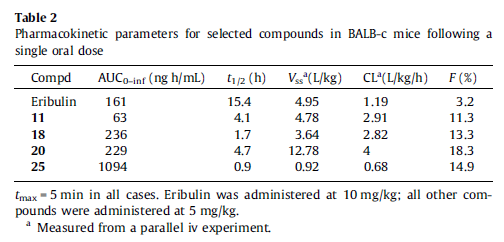 Table 2
Pharmacokinetic parameters for selected compounds in BALB-c mice following a
single oral dose
Compd AUC0–inf (ng h/mL) t1/2 (h) Vssa(L/kg) CLa(L/kg/h) F (%)
Eribulin 161 15.4 4.95 1.19 3.2
11 63 4.1 4.78 2.91 11.3
18 236 1.7 3.64 2.82 13.3
20 229 4.7 12.78 4 18.3
25 1094 0.9 0.92 0.68 14.9
tmax = 5 min in all cases. Eribulin was administered at 10 mg/kg; all other com-
pounds were administered at 5 mg/kg.
a Measured from a parallel iv experiment.